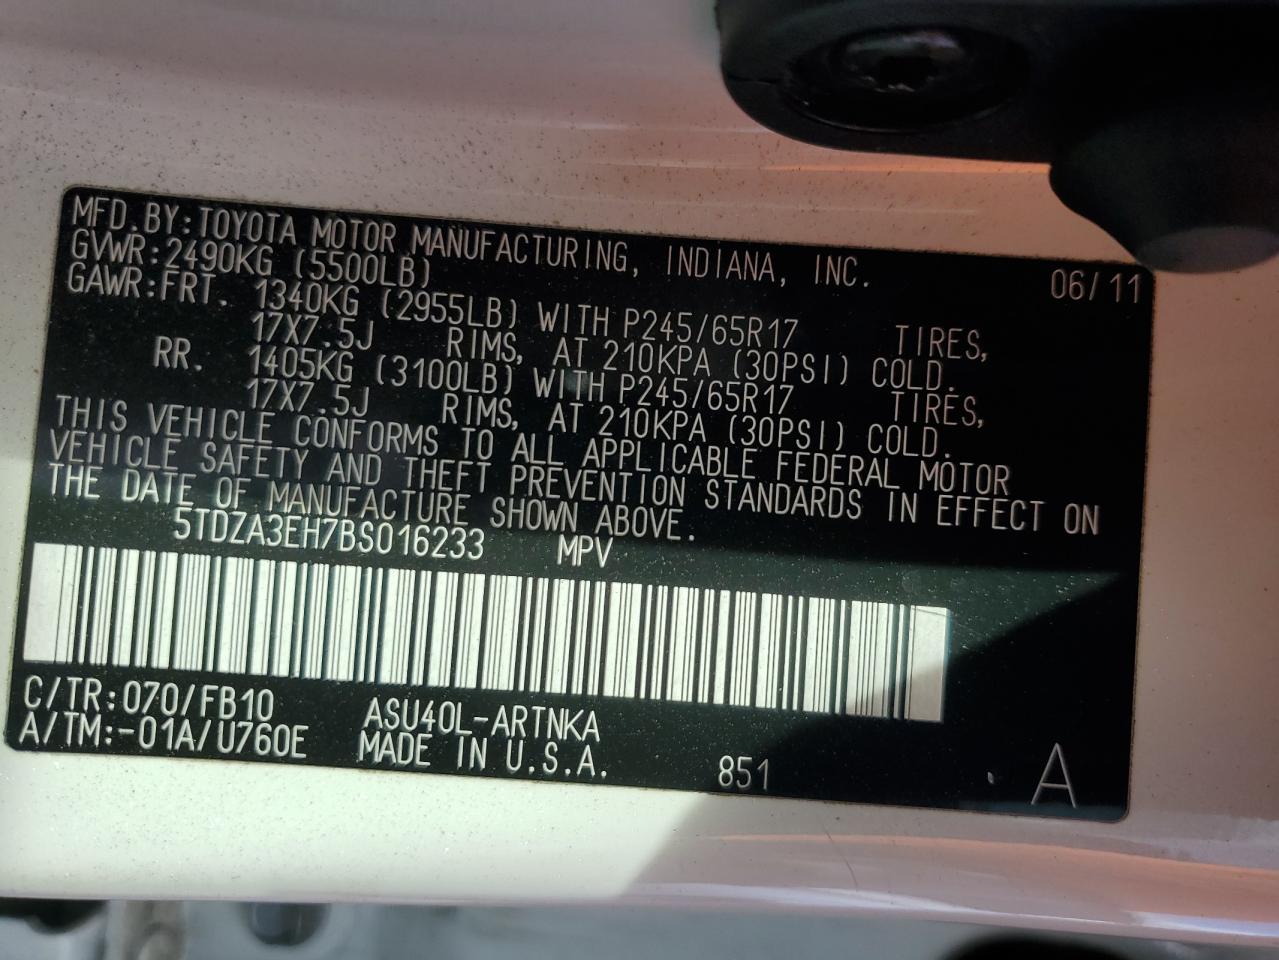 MFD.BY:TOYOTA MOTOR MANUFACTURING, INDIANA, INC. 06/11
GVWR:2490KG (5500LB)
GAWR:FRT. 1340KG (2955LB) WITH P245/65R17 TIRES,
17X7.5J RIMS, AT 210KPA (30PSI) COLD.
RR. 1405KG (3100LB) WITH P245/65R17 TIRES,
17X7.5J RIMS, AT 210KPA (30PSI) COLD.
THIS VEHICLE CONFORMS TO ALL APPLICABLE FEDERAL MOTOR
VEHICLE SAFETY AND THEFT PREVENTION STANDARDS IN EFFECT ON
THE DATE OF MANUFACTURE SHOWN ABOVE.
5TDZA3EH7BS016233 MPV
C/TR:070/FB10 ASU40L-ARTNKA
A/TM:-01A/U760E MADE IN U.S.A. 851 A